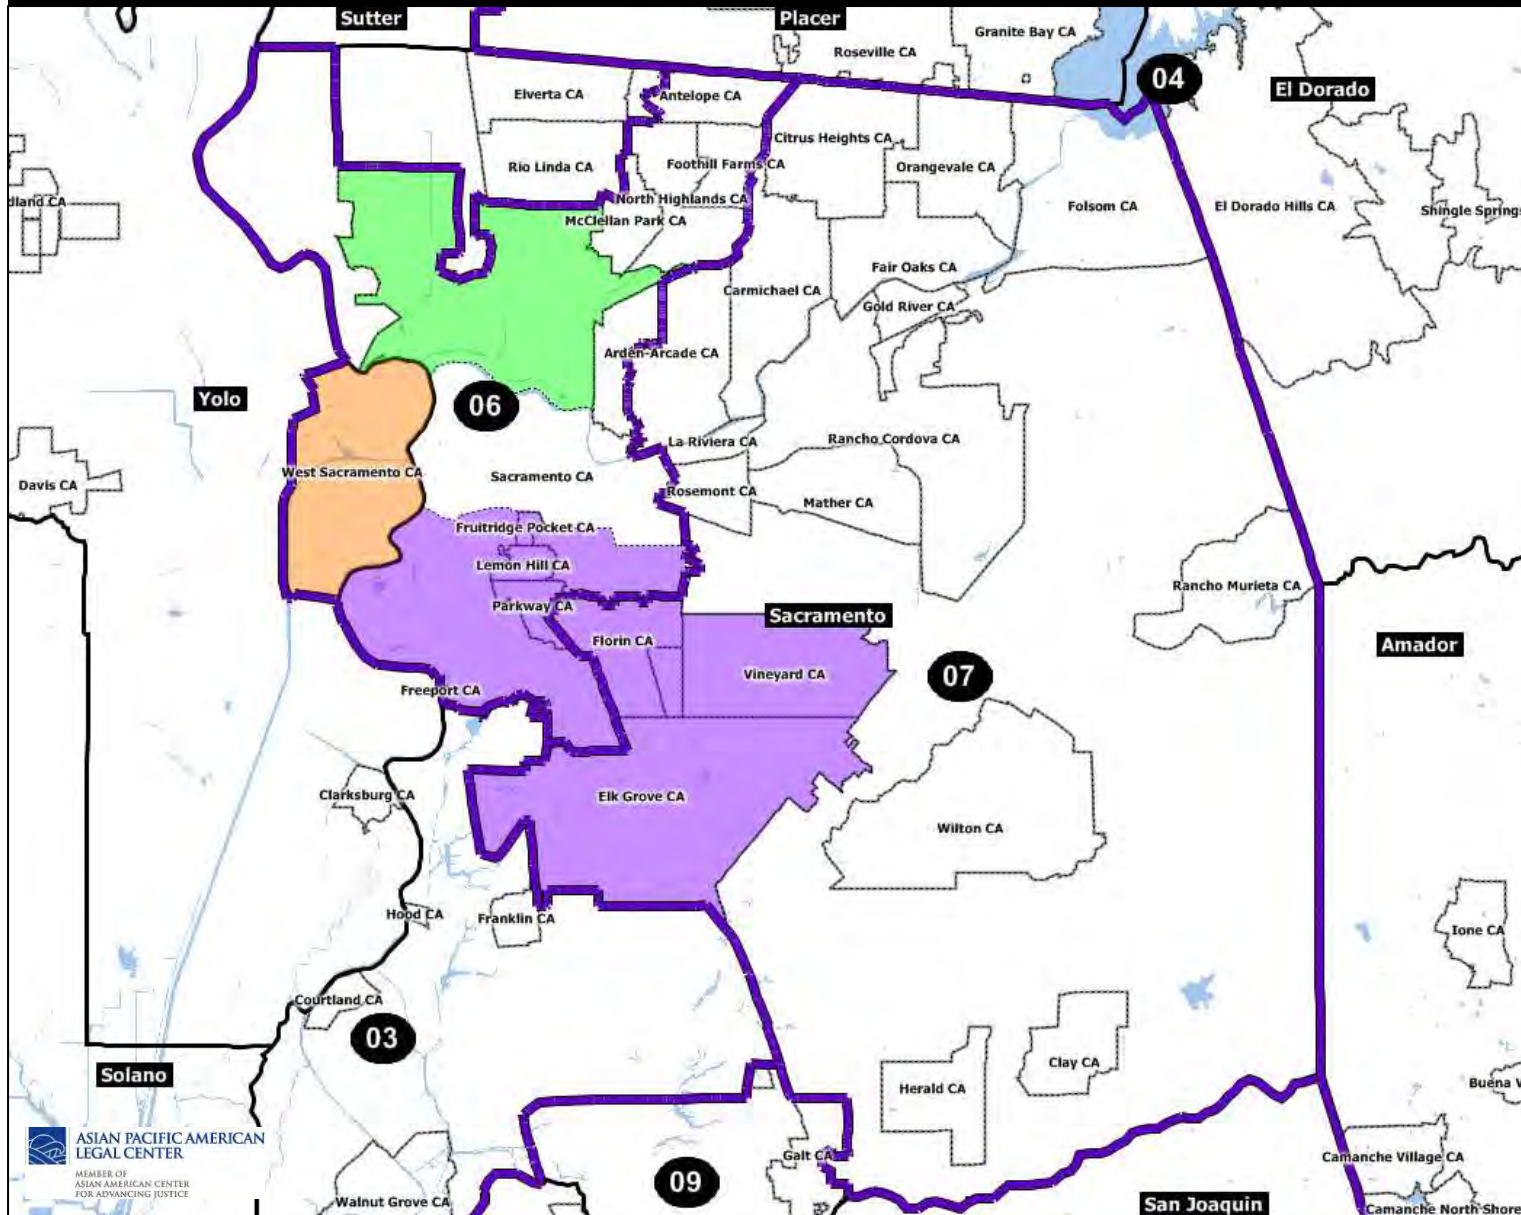 Sutter
Placer
Granite Bay CA
Roseville CA
04
El Dorado
Elverta CA
Antelope CA
Citrus Heights CA
Rio Linda CA
Foothill Farms CA
Orangevale CA
dland CA
North Highlands CA
McClellan Park CA
Folsom CA
El Dorado Hills CA
Shingle Springs
Fair Oaks CA
Carmichael CA
Gold River CA
Arden-Arcade CA
Yolo
06
La Riviera CA
Rancho Cordova CA
West Sacramento CA
Sacramento CA
Davis CA
Rosemont CA
Mather CA
Fruitridge Pocket CA
Lemon Hill CA
Rancho Murieta CA
Parkway CA
Sacramento
Florin CA
Amador
Vineyard CA
07
Freeport CA
Clarksburg CA
Elk Grove CA
Wilton CA
Hood CA
Franklin CA
Ione CA
Courtland CA
03
Clay CA
Solano
Herald CA
Buena V
ASIAN PACIFIC AMERICAN
LEGAL CENTER
MEMBER OF
ASIAN AMERICAN CENTER
FOR ADVANCING JUSTICE
Galt CA
Camanche Village CA
09
Walnut Grove CA
San Joaquin
Camanche North Shore